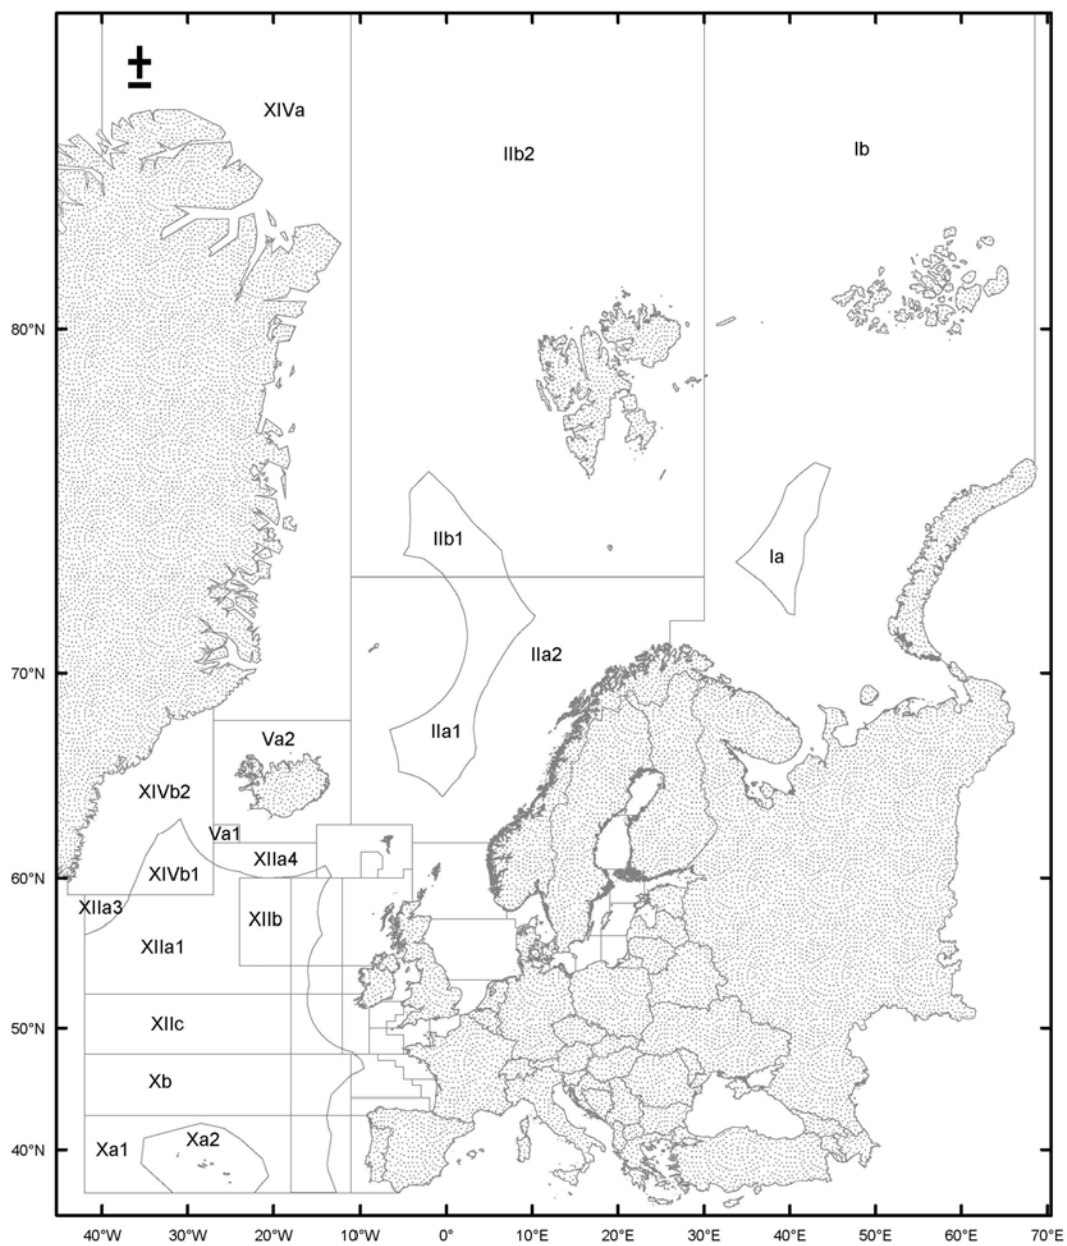 ±
XIVa
IIb2
Ib
80°N
IIb1
Ia
70°N
IIa2
IIa1
Va2
XIVb2
Va1
XIIa4
XIVb1
60°N
XIIa3
XIIb
XIIa1
50°N
XIIc
Xb
40°N
Xa1
Xa2
40°W 30°W 20°W 10°W 0° 10°E 20°E 30°E 40°E 50°E 60°E 70°E